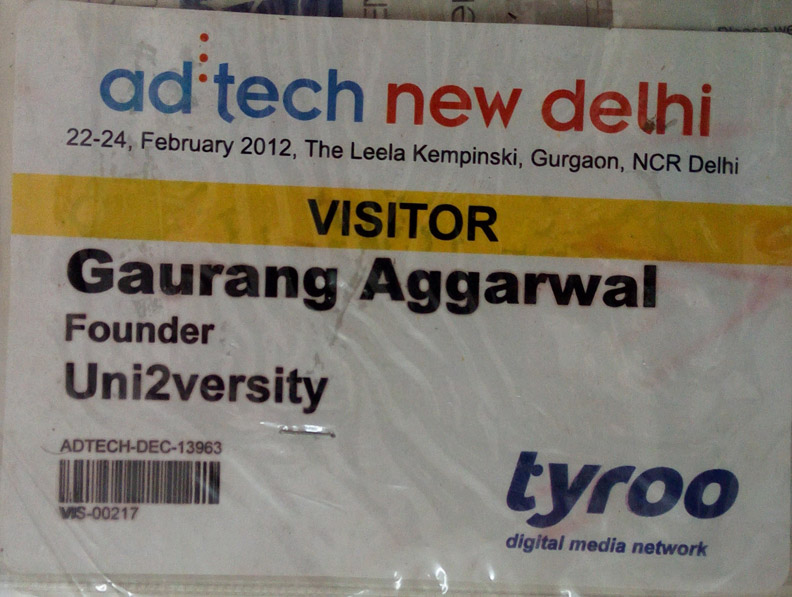 ad:tech new delhi
22-24, February 2012, The Leela Kempinski, Gurgaon, NCR Delhi
VISITOR
Gaurang Aggarwal
Founder
Uni2versity
ADTECH-DEC-13963
VIS-00217
tyroo
digital media network